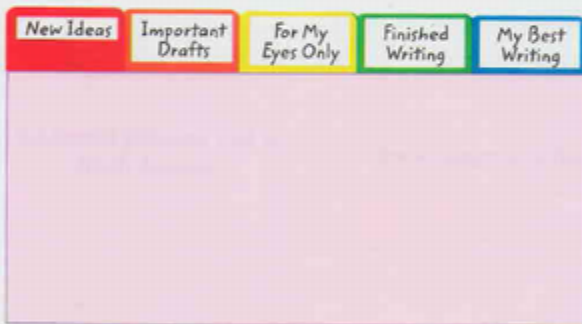 New Ideas
Important
Drafts
For My
Eyes Only
Finished
Writing
My Best
Writing